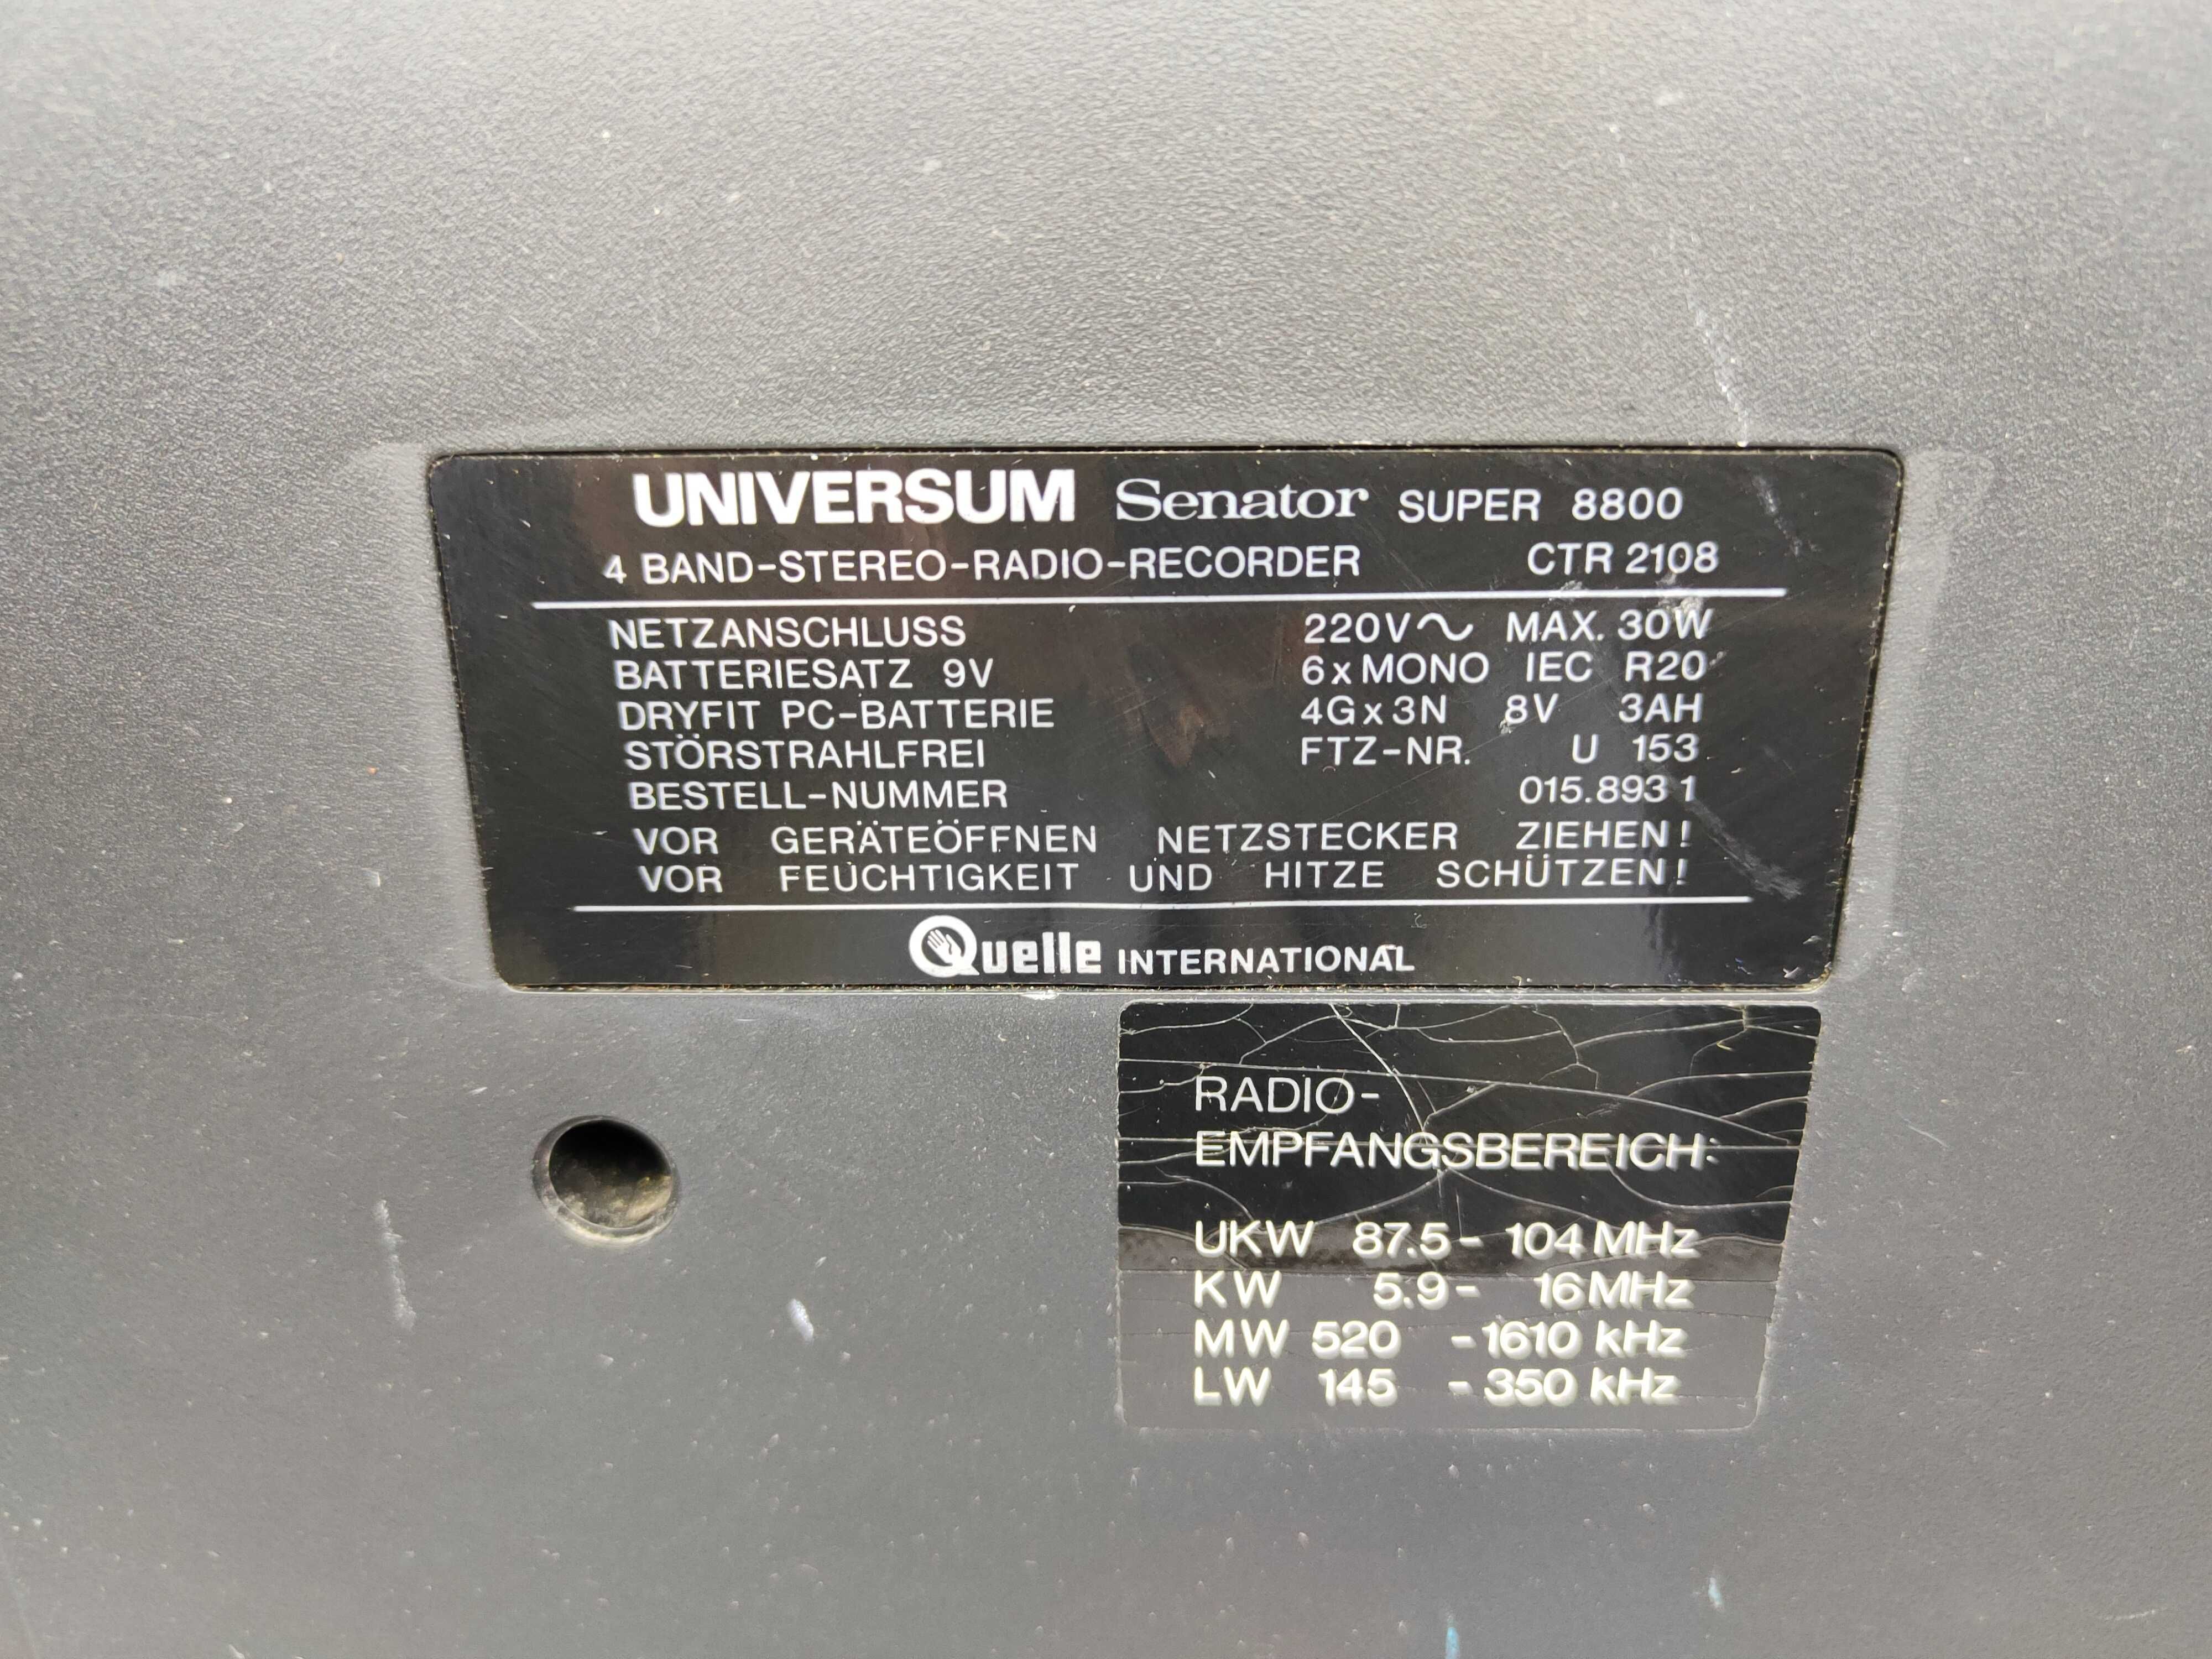 UNIVERSUM Senator SUPER 8800
4 BAND-STEREO-RADIO-RECORDER CTR 2108
NETZANSCHLUSS 220V~ MAX. 30W
BATTERIESATZ 9V 6xMONO IEC R20
DRYFIT PC-BATTERIE 4Gx3N 8V 3AH
STÖRSTRAHLFREI FTZ-NR. U 153
BESTELL-NUMMER 015.893 1
VOR GERÄTEÖFFNEN NETZSTECKER ZIEHEN!
VOR FEUCHTIGKEIT UND HITZE SCHÜTZEN!
Quelle INTERNATIONAL
RADIO-
EMPFANGSBEREICH:
UKW 87.5 - 104 MHz
KW 5.9 - 16 MHz
MW 520 - 1610 kHz
LW 145 - 350 kHz